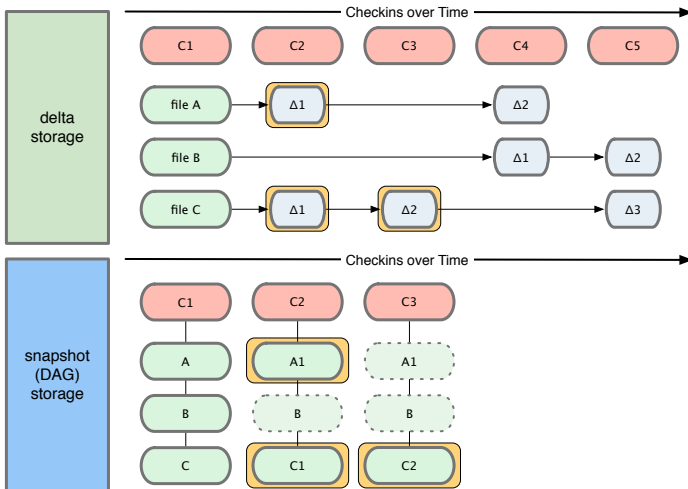 Checkins over Time
C1 C2 C3 C4 C5
delta
storage
file A Δ1 Δ2
file B Δ1 Δ2
file C Δ1 Δ2 Δ3
Checkins over Time
C1 C2 C3
snapshot
(DAG)
storage
A A1 A1
B B B
C C1 C2